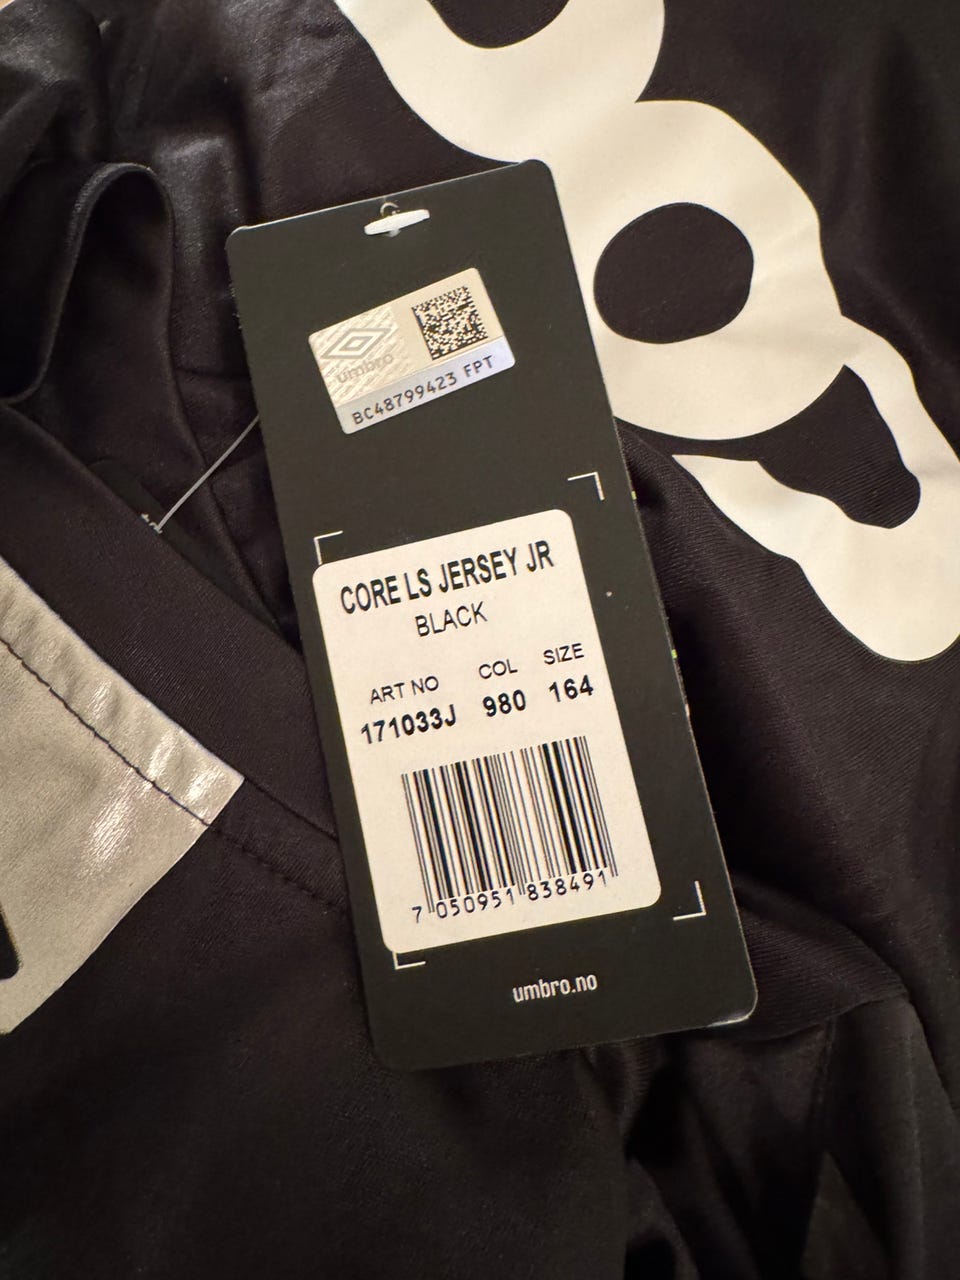 umbro
BC48799423 FPT
CORE LS JERSEY JR
BLACK
ART NO COL SIZE
171033J 980 164
7 050951 838491
umbro.no